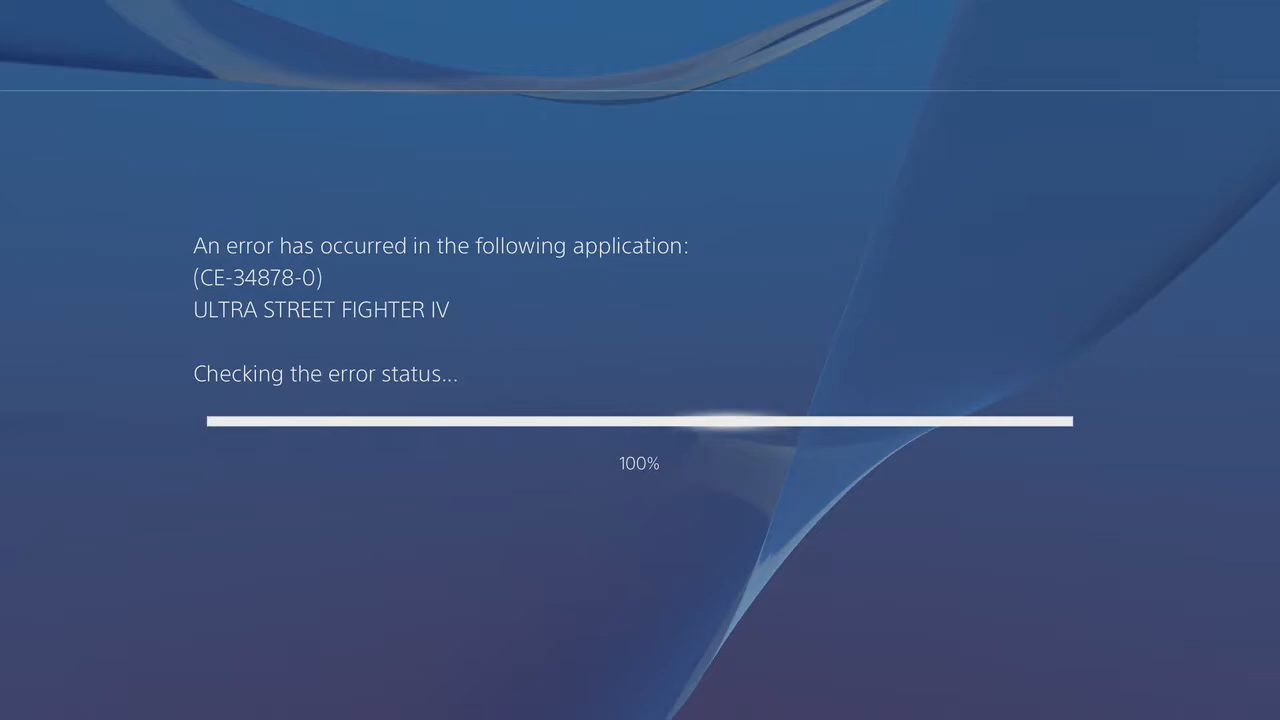 An error has occurred in the following application:
(CE-34878-0)
ULTRA STREET FIGHTER IV
Checking the error status...
100%